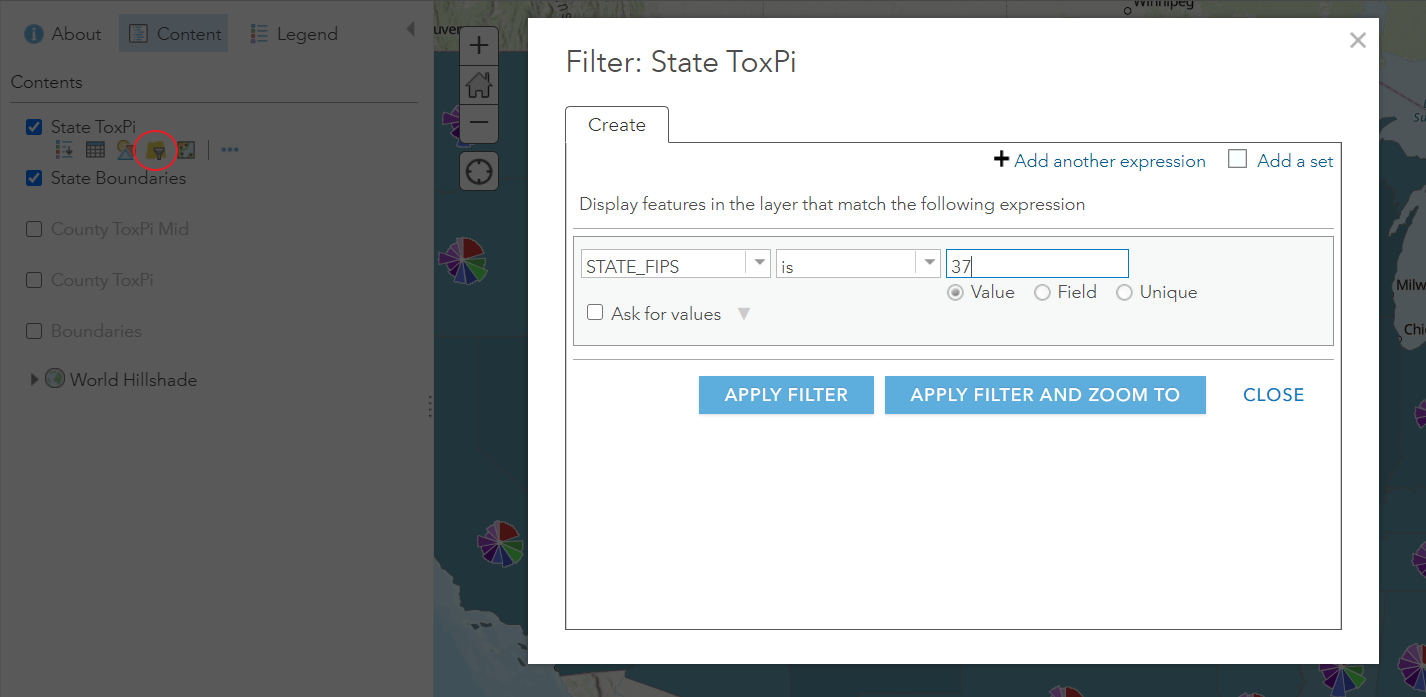 About Content Legend
Contents
State ToxPi
State Boundaries
County ToxPi Mid
County ToxPi
Boundaries
World Hillshade
uver
Winnipeg
Su
Milw
Chi
Filter: State ToxPi
Create
Add another expression Add a set
Display features in the layer that match the following expression
STATE_FIPS is 37
Value Field Unique
Ask for values
APPLY FILTER APPLY FILTER AND ZOOM TO CLOSE